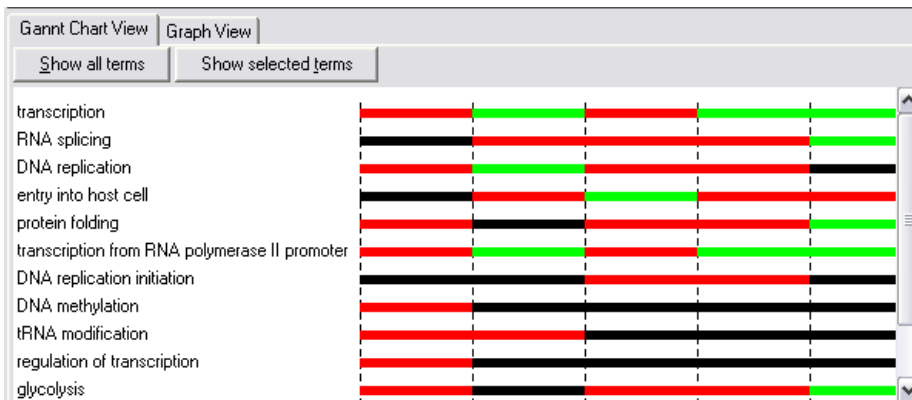 Gannt Chart View Graph View
Show all terms Show selected terms
transcription
RNA splicing
DNA replication
entry into host cell
protein folding
transcription from RNA polymerase II promoter
DNA replication initiation
DNA methylation
tRNA modification
regulation of transcription
glycolysis